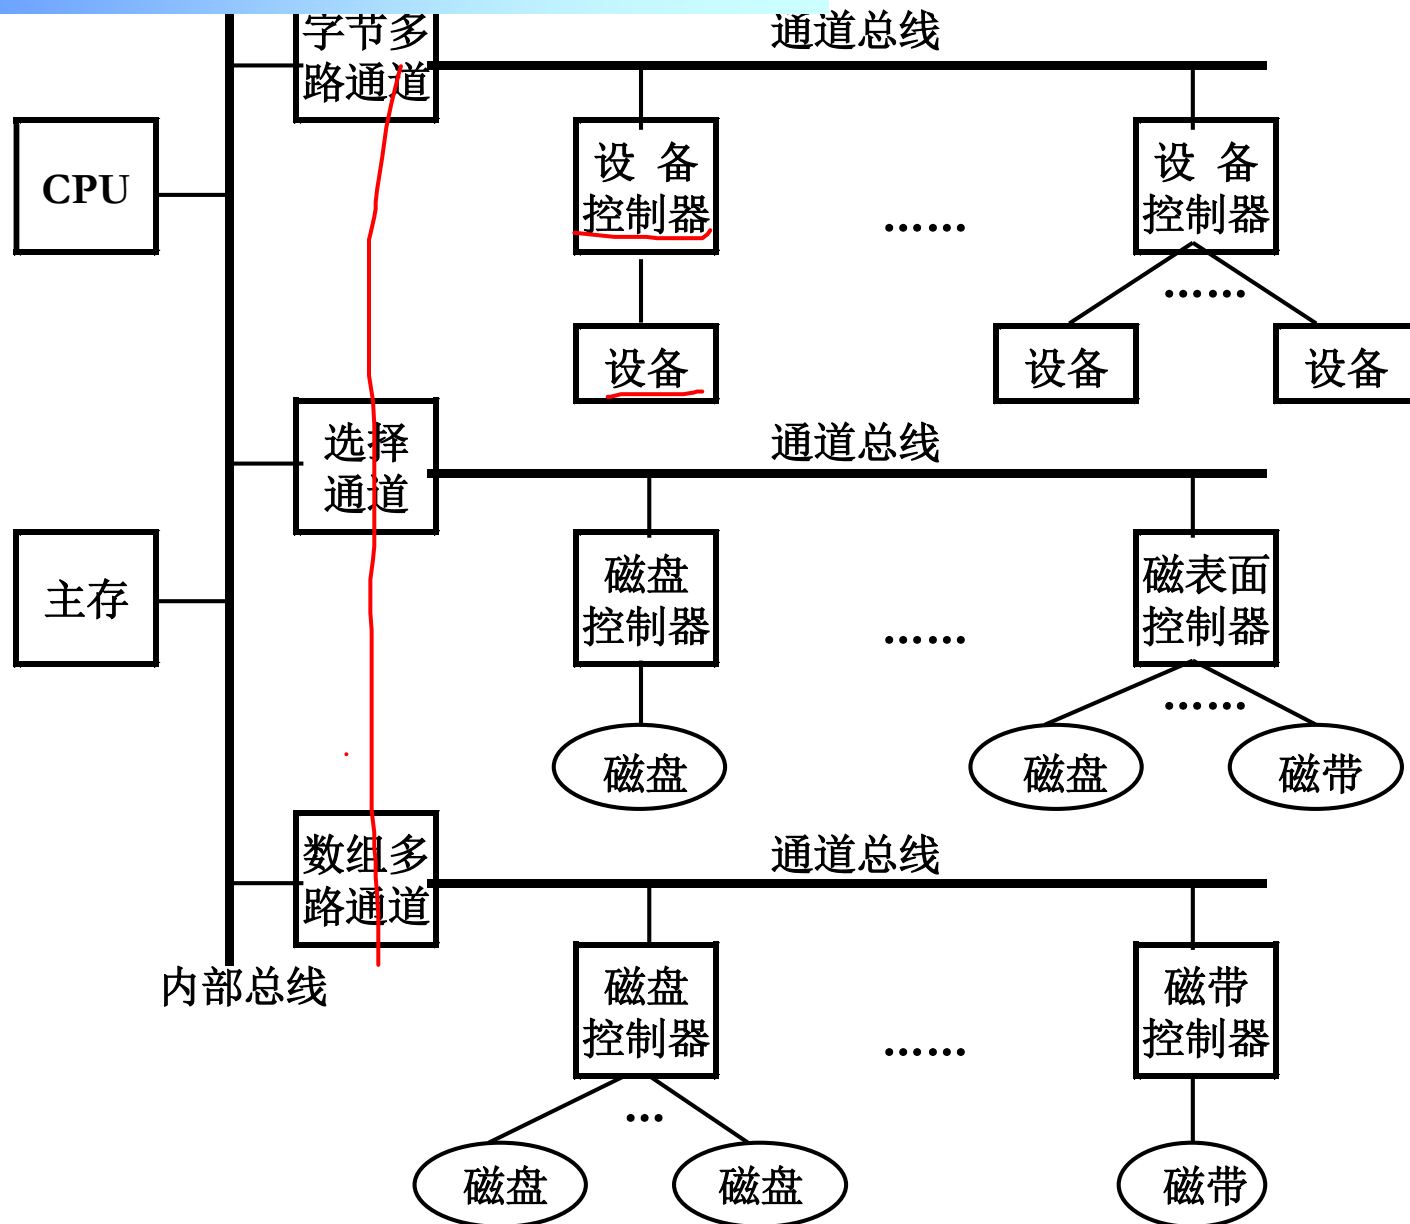 字节多
路通道
通道总线
CPU
设 备
控制器
……
设 备
控制器
……
设备
设备
设备
选择
通道
通道总线
主存
磁盘
控制器
……
磁表面
控制器
……
磁盘
磁盘
磁带
数组多
路通道
通道总线
内部总线
磁盘
控制器
……
磁带
控制器
…
磁盘
磁盘
磁带